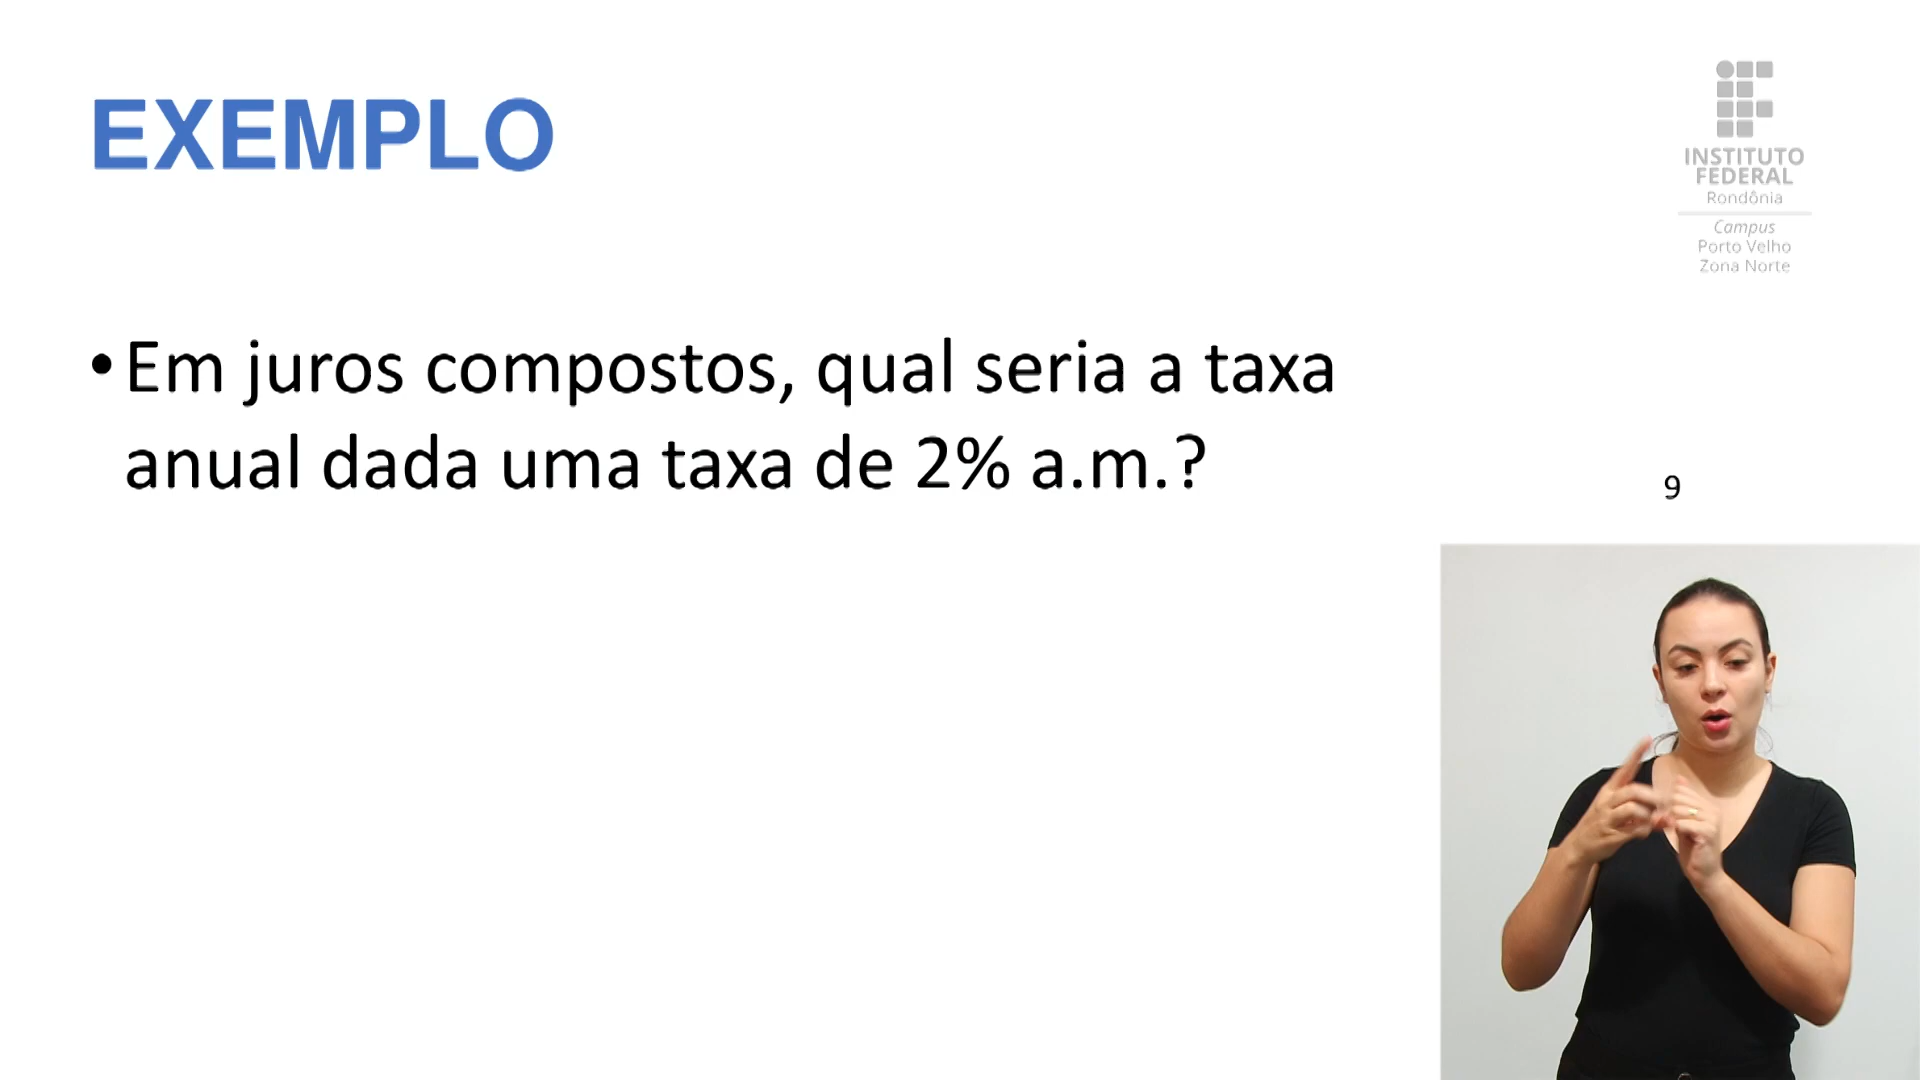 EXEMPLO
INSTITUTO
FEDERAL
Rondônia
Campus
Porto Velho
Zona Norte
•Em juros compostos, qual seria a taxa
anual dada uma taxa de 2% a.m.?
9